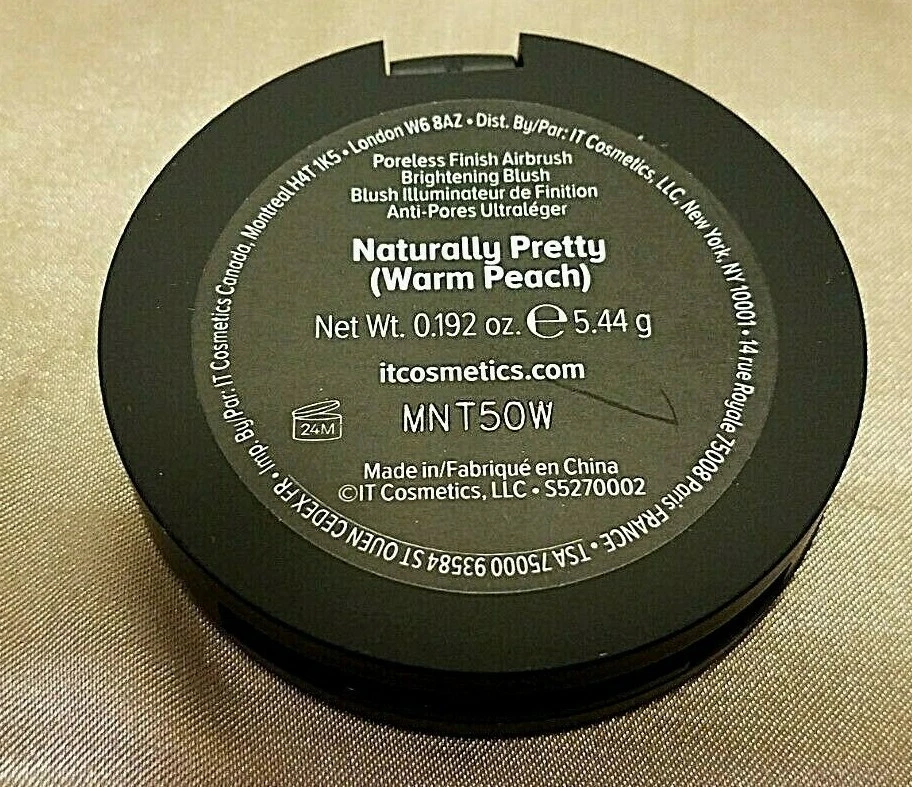 Imp. By/Par: IT Cosmetics Canada, Montreal H4T 1K5 • London W6 8AZ • Dist. By/Par: IT Cosmetics, LLC, New York, NY 10001 • 14 rue Royale 75008 Paris FRANCE • TSA 75000 93584 ST OUEN CEDEX FR •
Poreless Finish Airbrush
Brightening Blush
Blush Illuminateur de Finition
Anti-Pores Ultraléger
Naturally Pretty
(Warm Peach)
Net Wt. 0.192 oz. ℮ 5.44 g
itcosmetics.com
24M
MNT50W
Made in/Fabriqué en China
©IT Cosmetics, LLC • S5270002